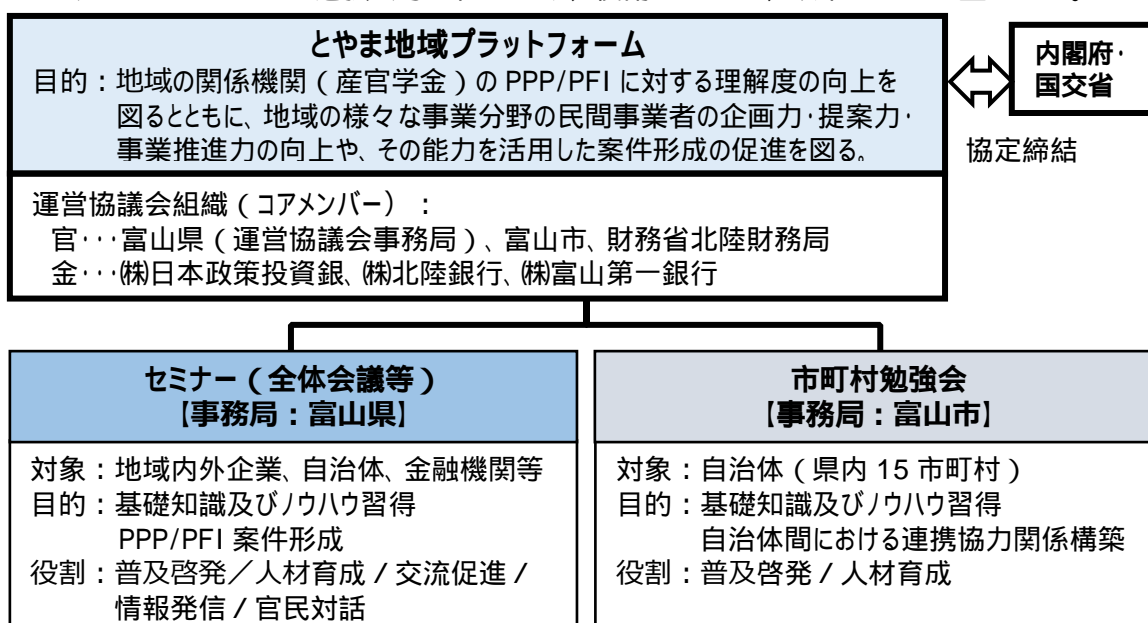 とやま地域プラットフォーム
目的：地域の関係機関（産官学金）のPPP/PFIに対する理解度の向上を
図るとともに、地域の様々な事業分野の民間事業者の企画力・提案力・
事業推進力の向上や、その能力を活用した案件形成の促進を図る。
内閣府・
国交省
協定締結
運営協議会組織（コアメンバー）：
官･･･富山県（運営協議会事務局）、富山市、財務省北陸財務局
金･･･㈱日本政策投資銀、㈱北陸銀行、㈱富山第一銀行
セミナー（全体会議等）
【事務局：富山県】
対象：地域内外企業、自治体、金融機関等
目的：基礎知識及びノウハウ習得
PPP/PFI 案件形成
役割：普及啓発／人材育成 / 交流促進 /
情報発信 / 官民対話
市町村勉強会
【事務局：富山市】
対象：自治体（県内 15 市町村）
目的：基礎知識及びノウハウ習得
自治体間における連携協力関係構築
役割：普及啓発 / 人材育成